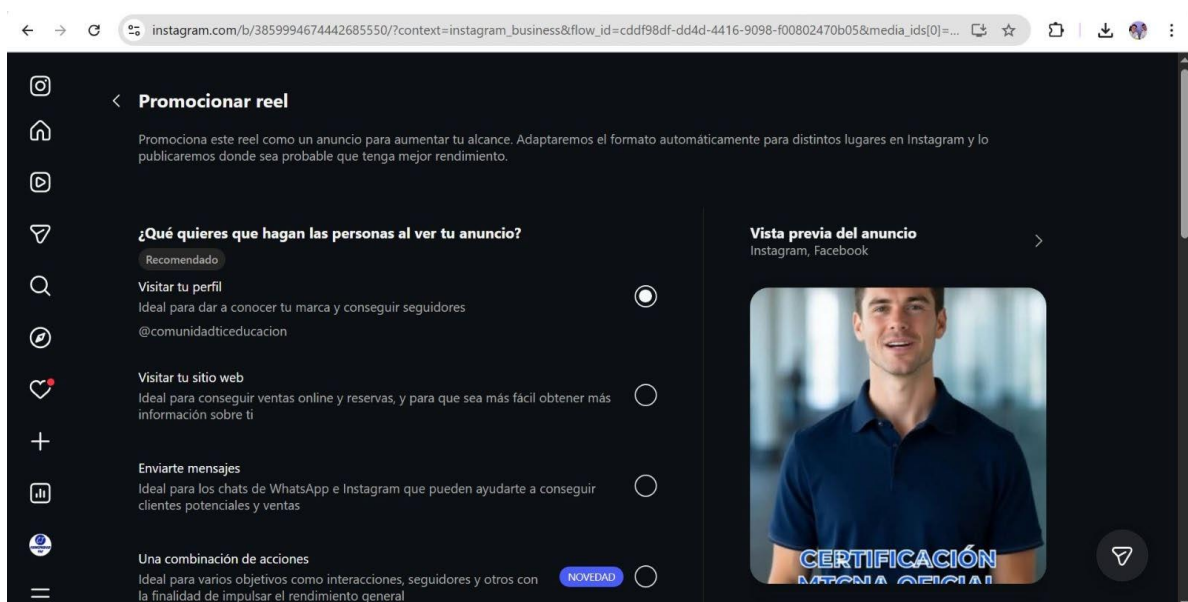 instagram.com/b/3859994674442685550/?context=instagram_business&flow_id=cddf98df-dd4d-4416-9098-f00802470b05&media_ids[0]=...
Promocionar reel
Promociona este reel como un anuncio para aumentar tu alcance. Adaptaremos el formato automáticamente para distintos lugares en Instagram y lo
publicaremos donde sea probable que tenga mejor rendimiento.
¿Qué quieres que hagan las personas al ver tu anuncio?
Recomendado
Visitar tu perfil
Ideal para dar a conocer tu marca y conseguir seguidores
@comunidadticeducacion
Visitar tu sitio web
Ideal para conseguir ventas online y reservas, y para que sea más fácil obtener más
información sobre ti
Enviarte mensajes
Ideal para los chats de WhatsApp e Instagram que pueden ayudarte a conseguir
clientes potenciales y ventas
Una combinación de acciones
Ideal para varios objetivos como interacciones, seguidores y otros con
la finalidad de impulsar el rendimiento general
NOVEDAD
Vista previa del anuncio
Instagram, Facebook
CERTIFICACIÓN
MTCNA OFICIAL